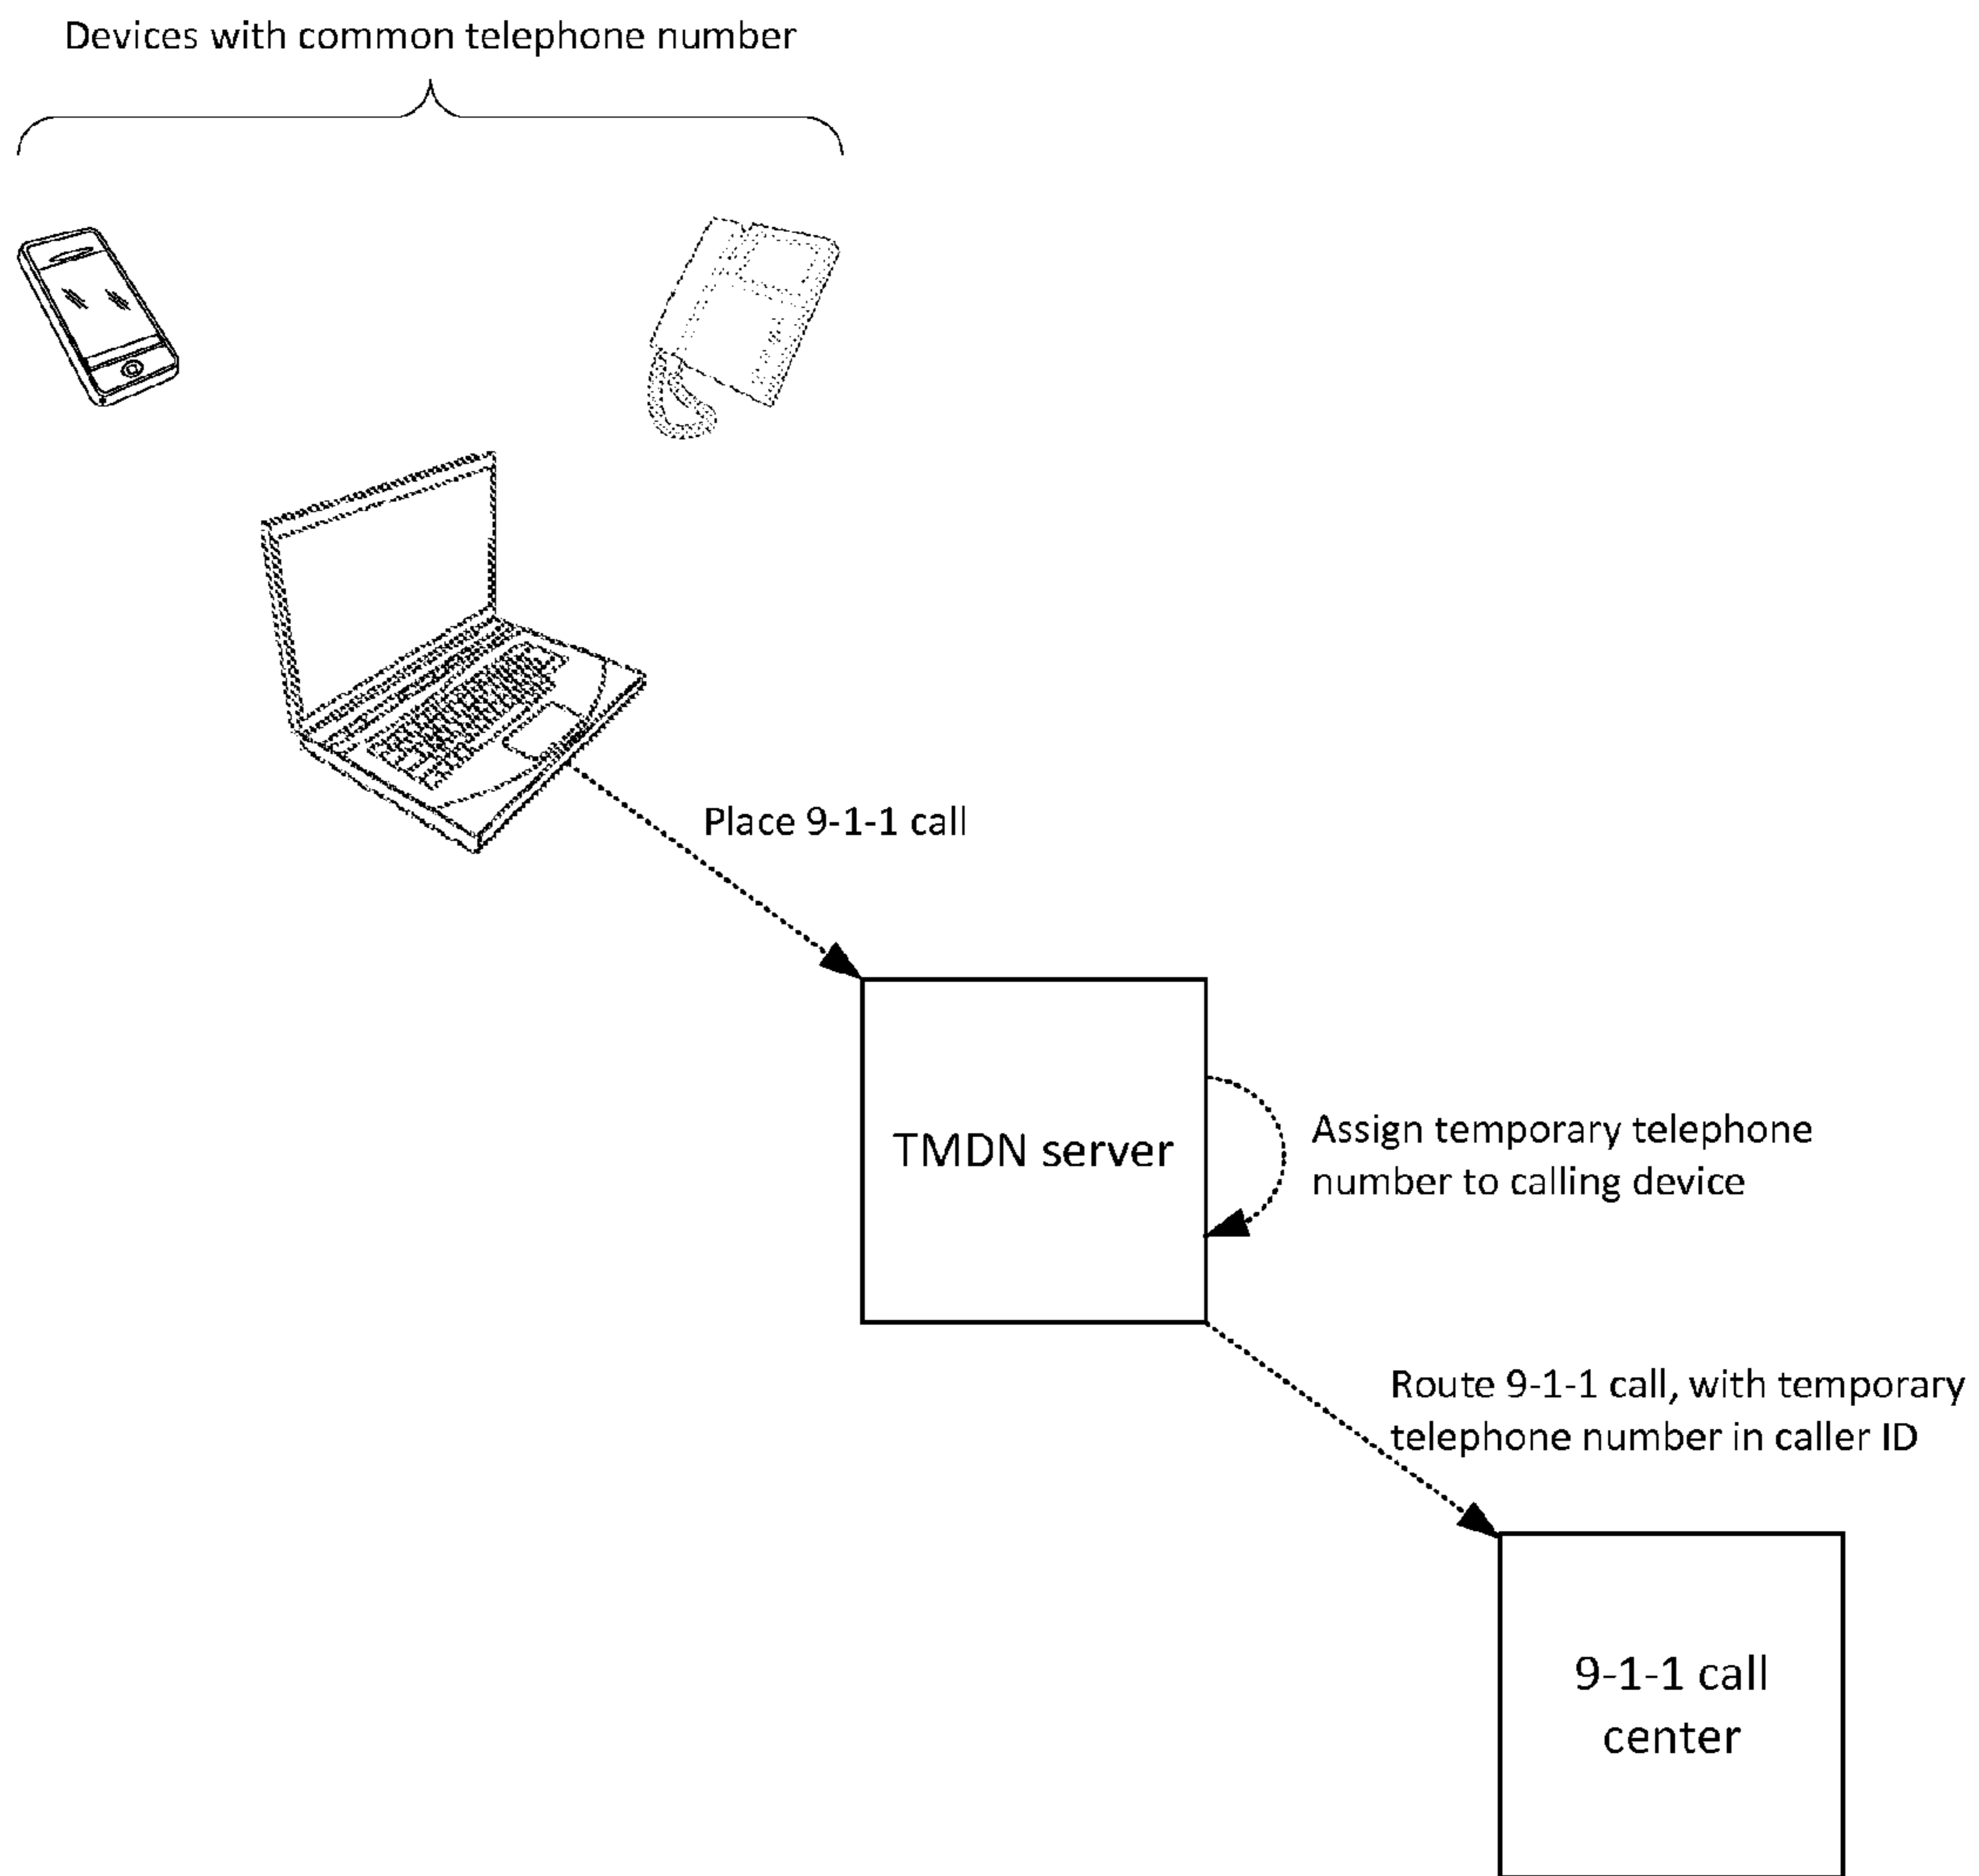 Devices with common telephone number
Place 9-1-1 call
TMDN server
Assign temporary telephone
number to calling device
Route 9-1-1 call, with temporary
telephone number in caller ID
9-1-1 call
center